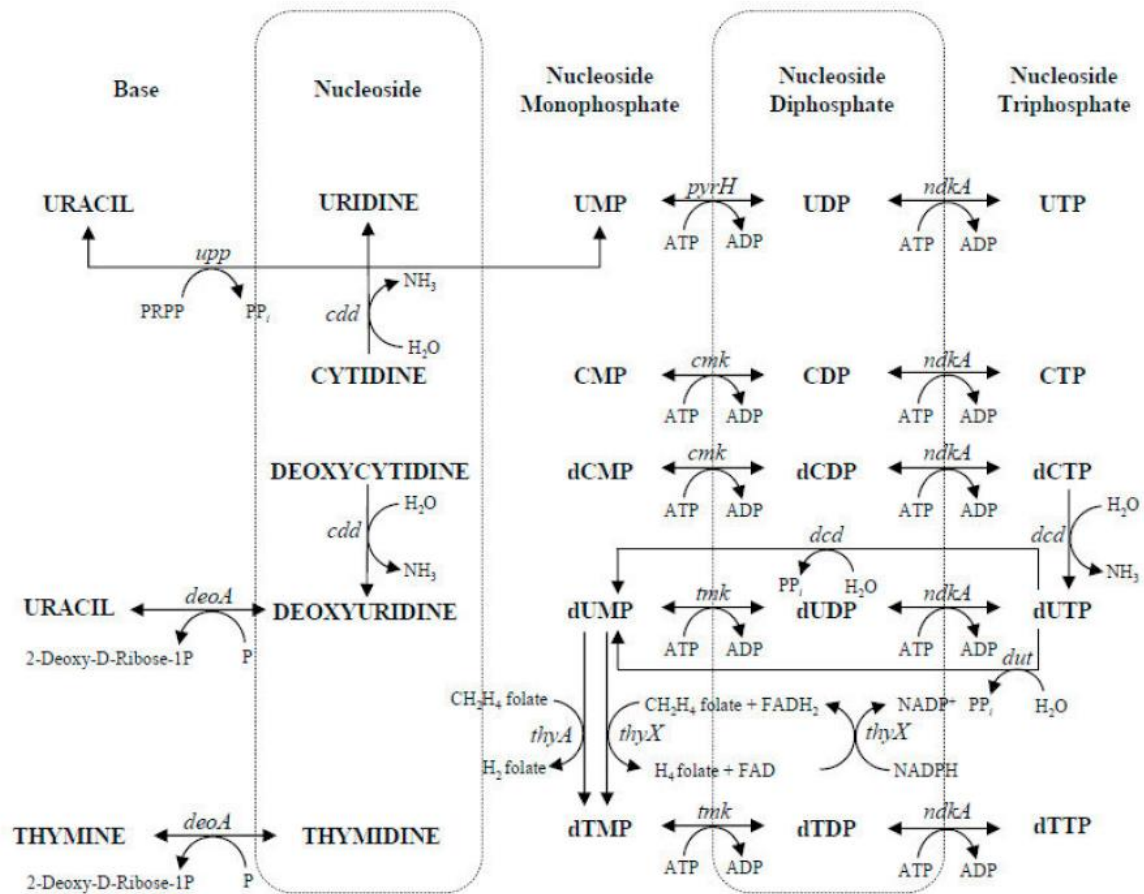 Base
Nucleoside
Nucleoside
Monophosphate
Nucleoside
Diphosphate
Nucleoside
Triphosphate
URACIL
URIDINE
UMP
pyrH
UDP
ndkA
UTP
ATP
ADP
ATP
ADP
upp
PRPP
PPi
NH3
cdd
H2O
CYTIDINE
CMP
cmk
CDP
ndkA
CTP
ATP
ADP
ATP
ADP
DEOXYCYTIDINE
dCMP
cmk
dCDP
ndkA
dCTP
ATP
ADP
ATP
ADP
H2O
cdd
NH3
H2O
dcd
NH3
dcd
PPi
H2O
URACIL
deoA
DEOXYURIDINE
dUMP
tmk
dUDP
ndkA
dUTP
2-Deoxy-D-Ribose-1P
P
ATP
ADP
ATP
ADP
dut
PPi
H2O
CH2H4 folate
thyA
H2 folate
CH2H4 folate + FADH2
thyX
H4 folate + FAD
NADP+
thyX
NADPH
THYMINE
deoA
THYMIDINE
dTMP
tmk
dTDP
ndkA
dTTP
2-Deoxy-D-Ribose-1P
P
ATP
ADP
ATP
ADP